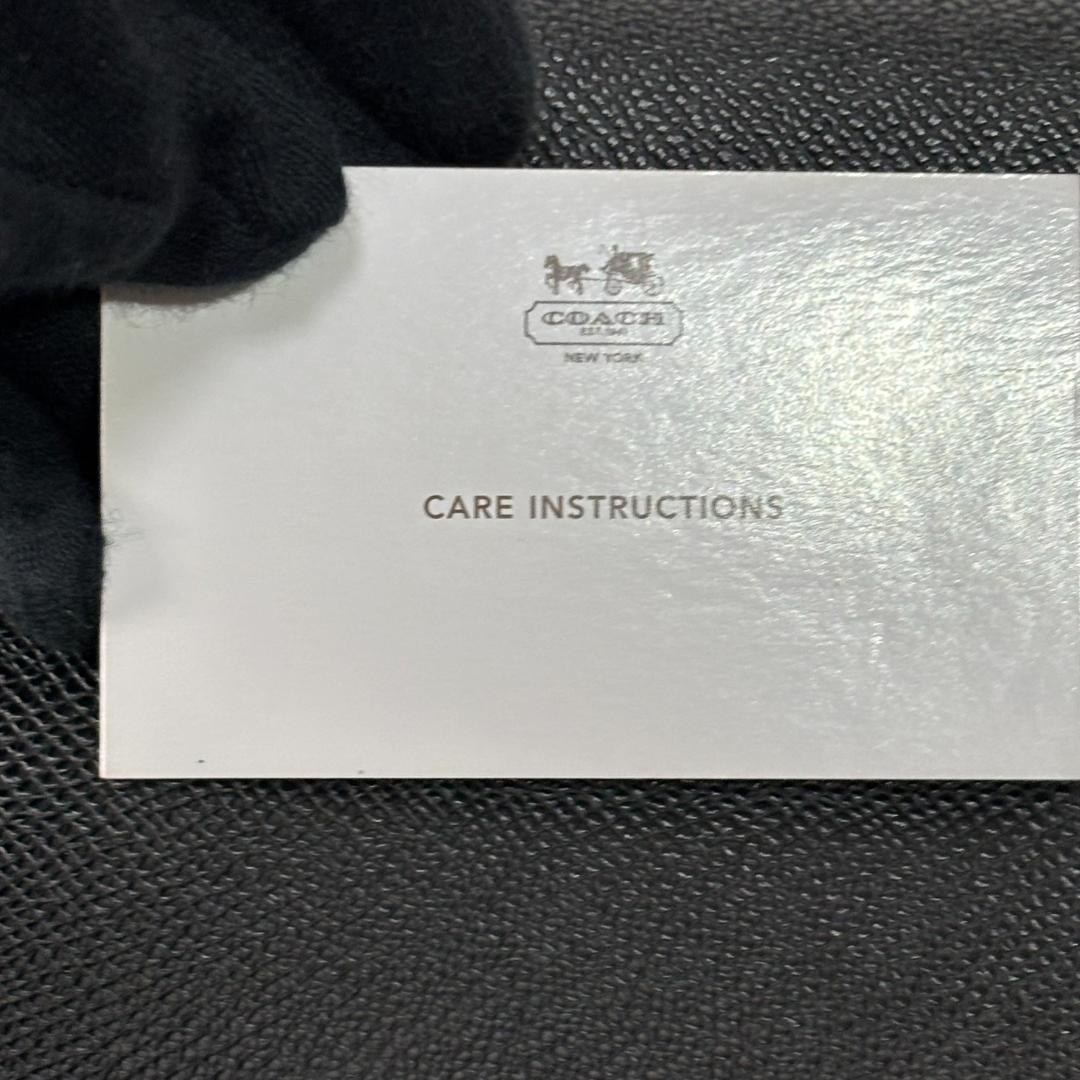 COACH
EST. 1941
NEW YORK
CARE INSTRUCTIONS